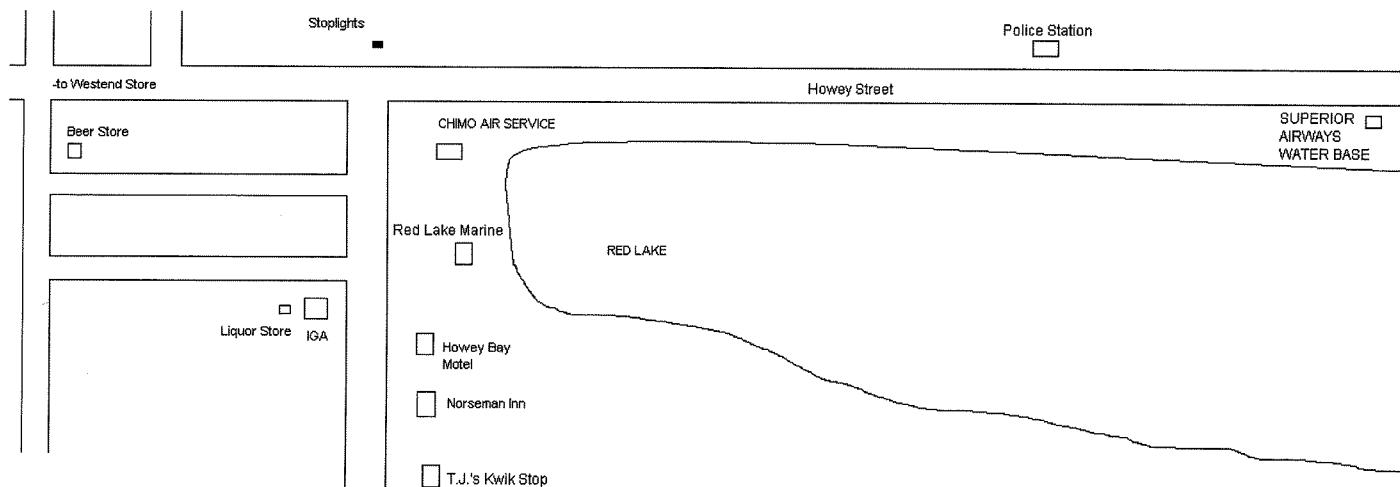 Stoplights
Police Station
-to Westend Store
Howey Street
Beer Store
CHIMO AIR SERVICE
SUPERIOR
AIRWAYS
WATER BASE
Red Lake Marine
RED LAKE
Liquor Store
IGA
Howey Bay
Motel
Norseman Inn
T.J.'s Kwik Stop